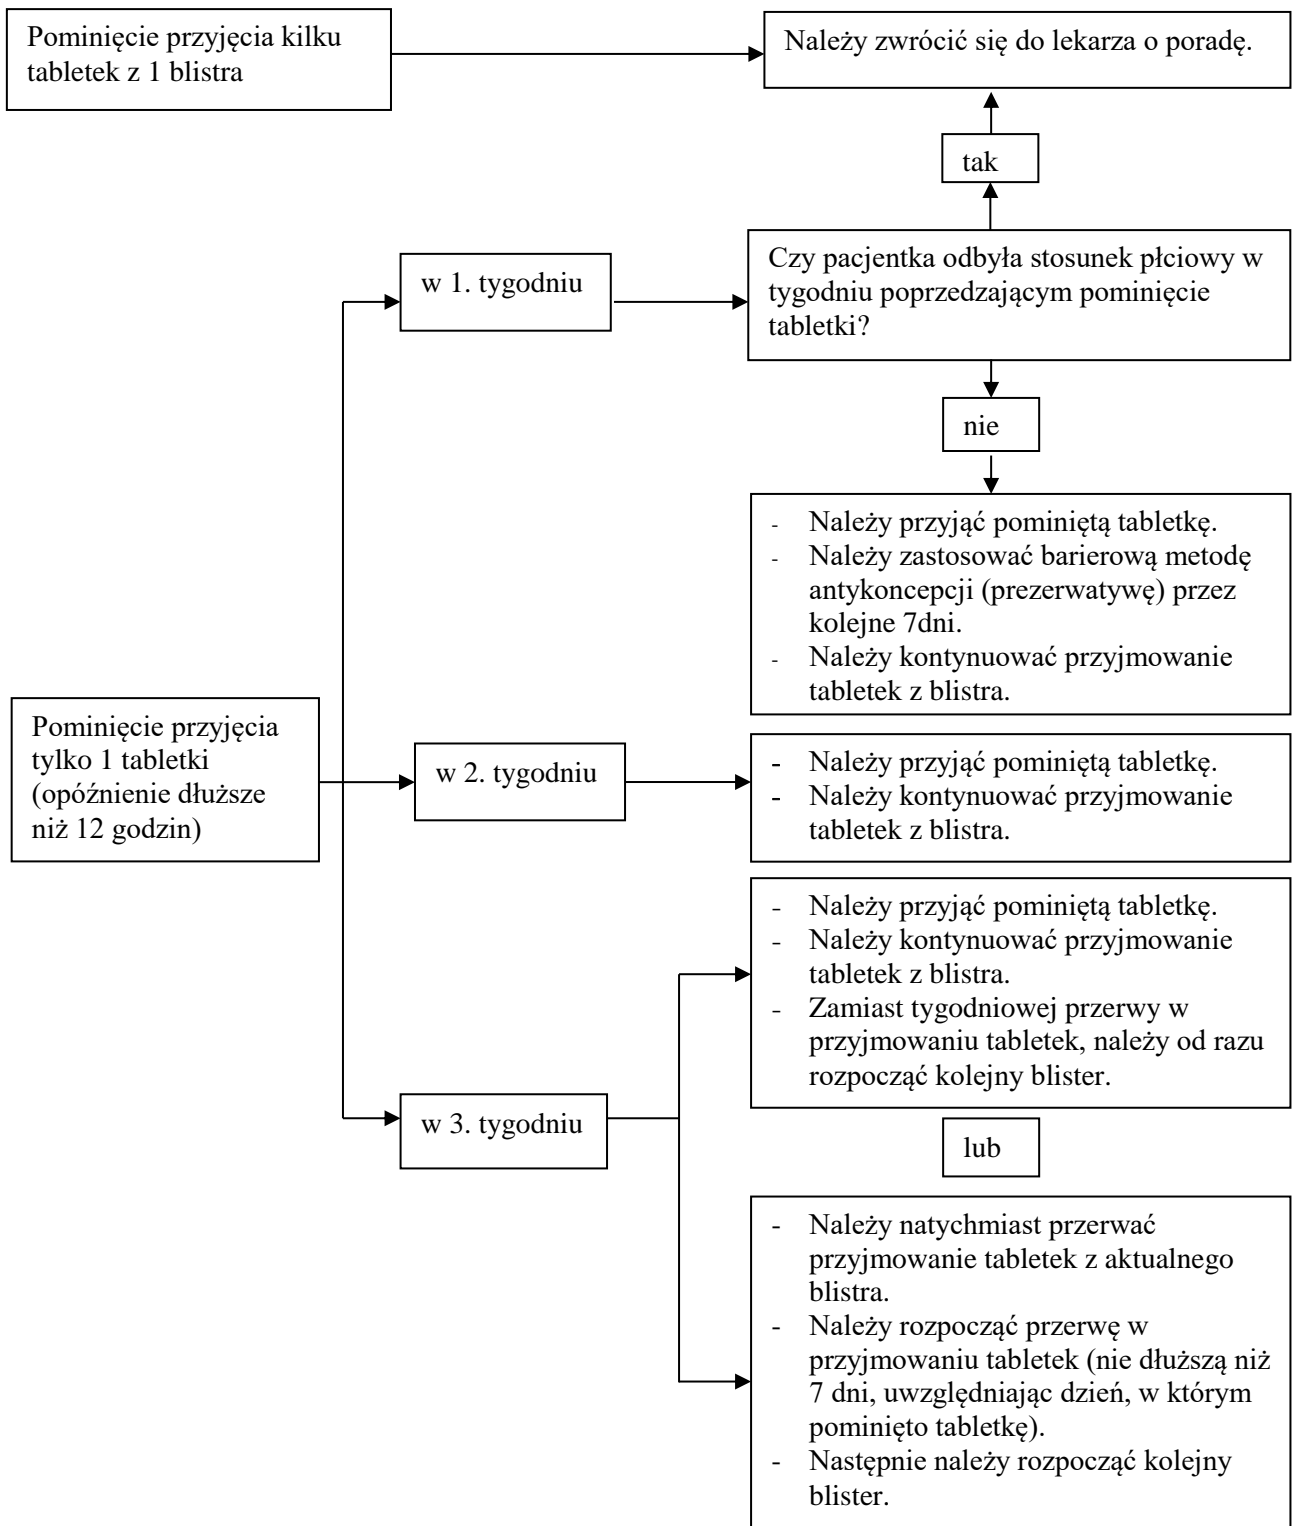 Pominięcie przyjęcia kilku
tabletek z 1 blistra
Należy zwrócić się do lekarza o poradę.
tak
w 1. tygodniu
Czy pacjentka odbyła stosunek płciowy w
tygodniu poprzedzającym pominięcie
tabletki?
nie
- Należy przyjąć pominiętą tabletkę.
- Należy zastosować barierową metodę
antykoncepcji (prezerwatywę) przez
kolejne 7dni.
- Należy kontynuować przyjmowanie
tabletek z blistra.
Pominięcie przyjęcia
tylko 1 tabletki
(opóźnienie dłuższe
niż 12 godzin)
w 2. tygodniu
- Należy przyjąć pominiętą tabletkę.
- Należy kontynuować przyjmowanie
tabletek z blistra.
- Należy przyjąć pominiętą tabletkę.
- Należy kontynuować przyjmowanie
tabletek z blistra.
- Zamiast tygodniowej przerwy w
przyjmowaniu tabletek, należy od razu
rozpocząć kolejny blister.
w 3. tygodniu
lub
- Należy natychmiast przerwać
przyjmowanie tabletek z aktualnego
blistra.
- Należy rozpocząć przerwę w
przyjmowaniu tabletek (nie dłuższą niż
7 dni, uwzględniając dzień, w którym
pominięto tabletkę).
- Następnie należy rozpocząć kolejny
blister.